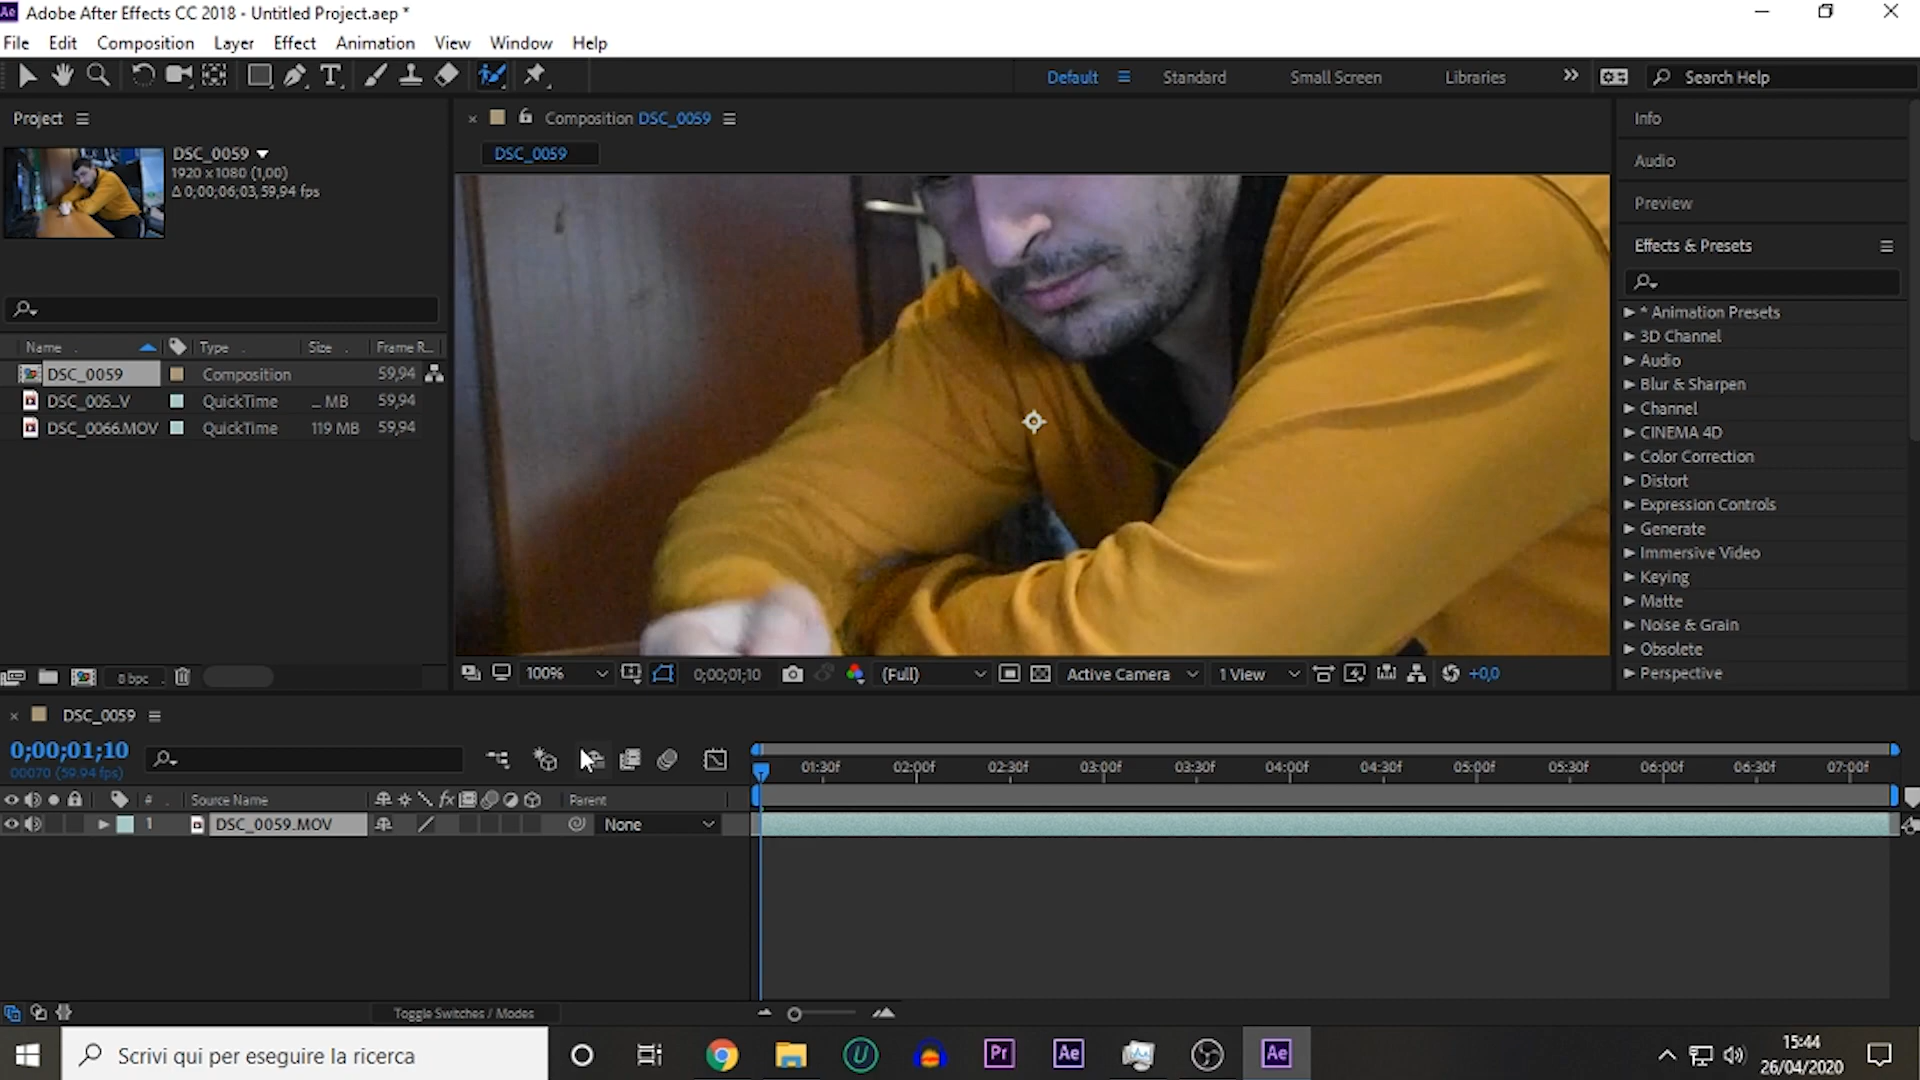 Ae Adobe After Effects CC 2018 - Untitled Project.aep *
File Edit Composition Layer Effect Animation View Window Help
Default Standard Small Screen Libraries Search Help
Project
DSC_0059
1920 x 1080 (1,00)
Δ 0;00;06;03, 59,94 fps
Name Type Size Frame R...
DSC_0059 Composition 59,94
DSC_005...V QuickTime ... MB 59,94
DSC_0066.MOV QuickTime 119 MB 59,94
8 bpc
Composition DSC_0059
DSC_0059
100% 0;00;01;10 (Full) Active Camera 1 View +0,0
Info
Audio
Preview
Effects & Presets
* Animation Presets
3D Channel
Audio
Blur & Sharpen
Channel
CINEMA 4D
Color Correction
Distort
Expression Controls
Generate
Immersive Video
Keying
Matte
Noise & Grain
Obsolete
Perspective
DSC_0059
0;00;01;10
00070 (59.94 fps)
01:30f 02:00f 02:30f 03:00f 03:30f 04:00f 04:30f 05:00f 05:30f 06:00f 06:30f 07:00f
# Source Name fx Parent
1 DSC_0059.MOV None
Toggle Switches / Modes
Scrivi qui per eseguire la ricerca
U
Pr
Ae
Ae
15:44
26/04/2020